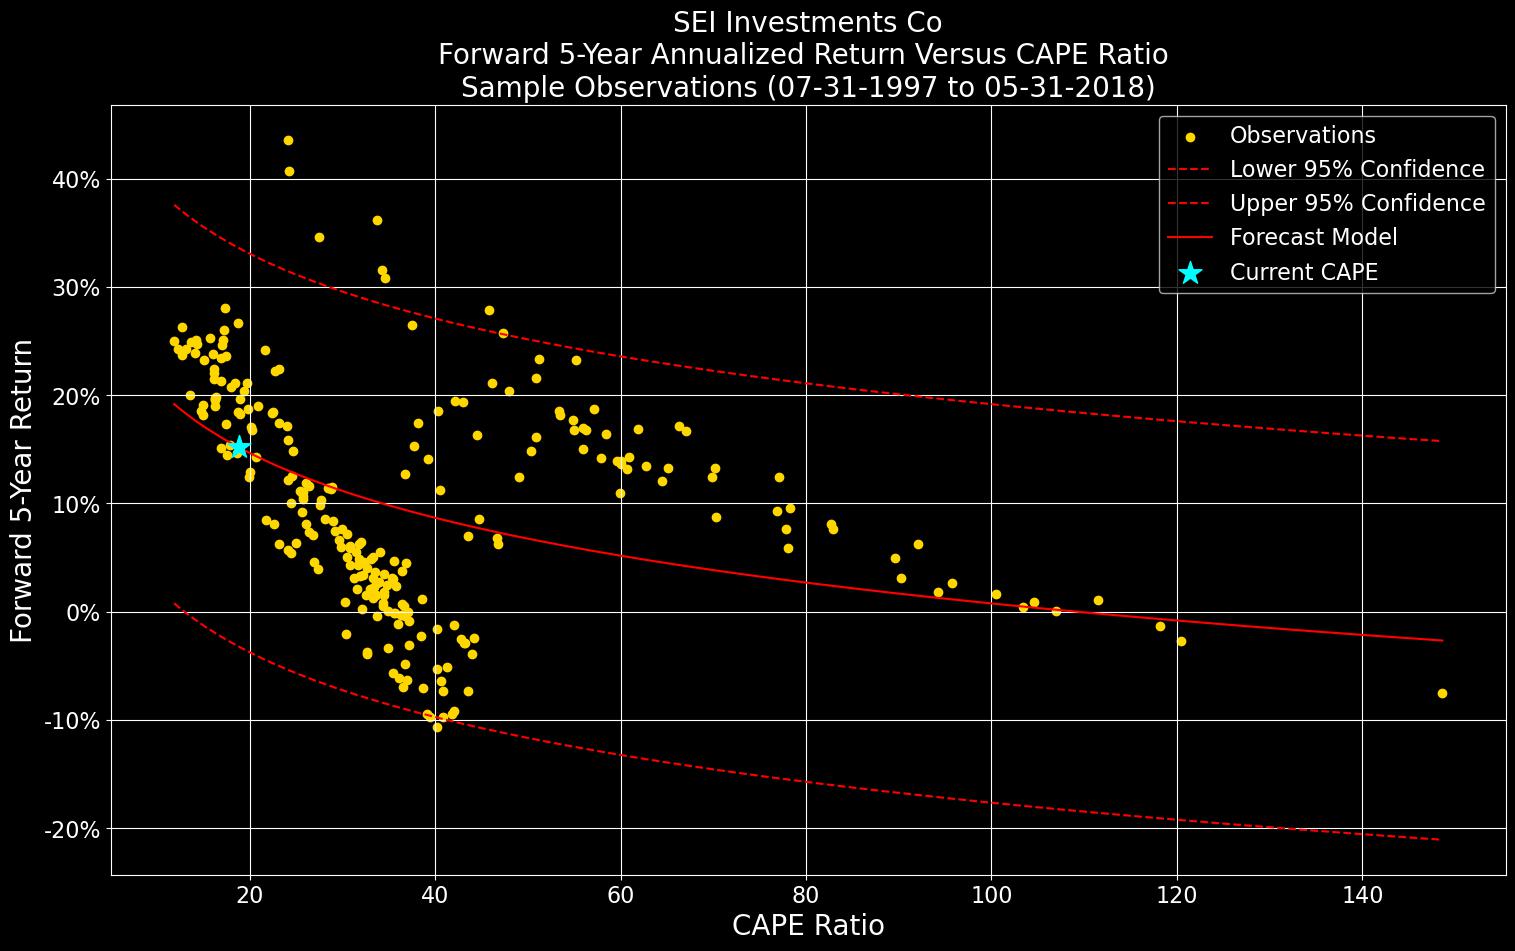 SEI Investments Co
Forward 5-Year Annualized Return Versus CAPE Ratio
Sample Observations (07-31-1997 to 05-31-2018)
Observations
Lower 95% Confidence
Upper 95% Confidence
Forecast Model
Current CAPE
Forward 5-Year Return
40%
30%
20%
10%
0%
-10%
-20%
20 40 60 80 100 120 140
CAPE Ratio